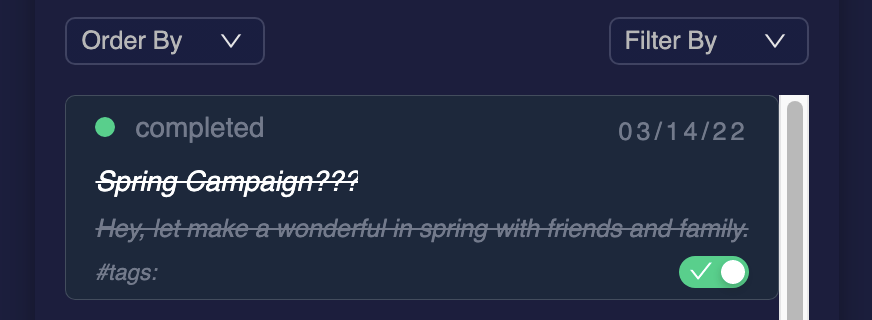 Order By
Filter By
completed
03/14/22
Spring Campaign???
Hey, let make a wonderful in spring with friends and family.
#tags: